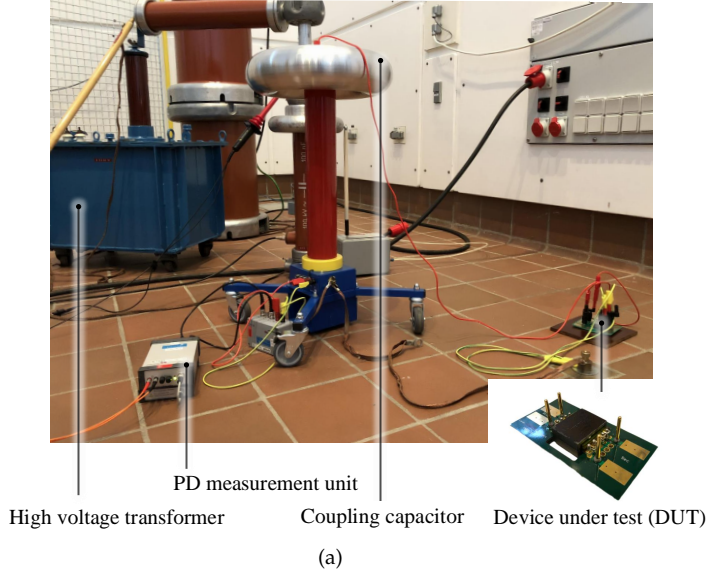 PD measurement unit
High voltage transformer
Coupling capacitor
Device under test (DUT)
(a)